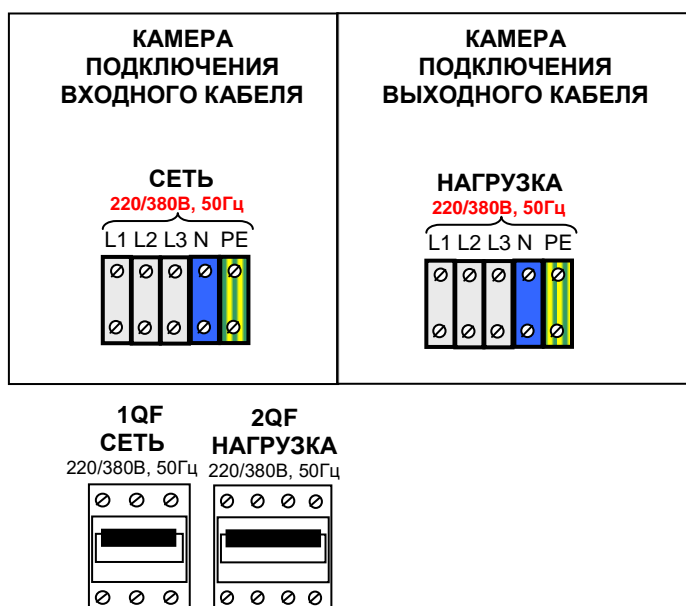 КАМЕРА
ПОДКЛЮЧЕНИЯ
ВХОДНОГО КАБЕЛЯ
СЕТЬ
220/380В, 50Гц
L1 L2 L3 N PE
КАМЕРА
ПОДКЛЮЧЕНИЯ
ВЫХОДНОГО КАБЕЛЯ
НАГРУЗКА
220/380В, 50Гц
L1 L2 L3 N PE
1QF
СЕТЬ
220/380В, 50Гц
2QF
НАГРУЗКА
220/380В, 50Гц